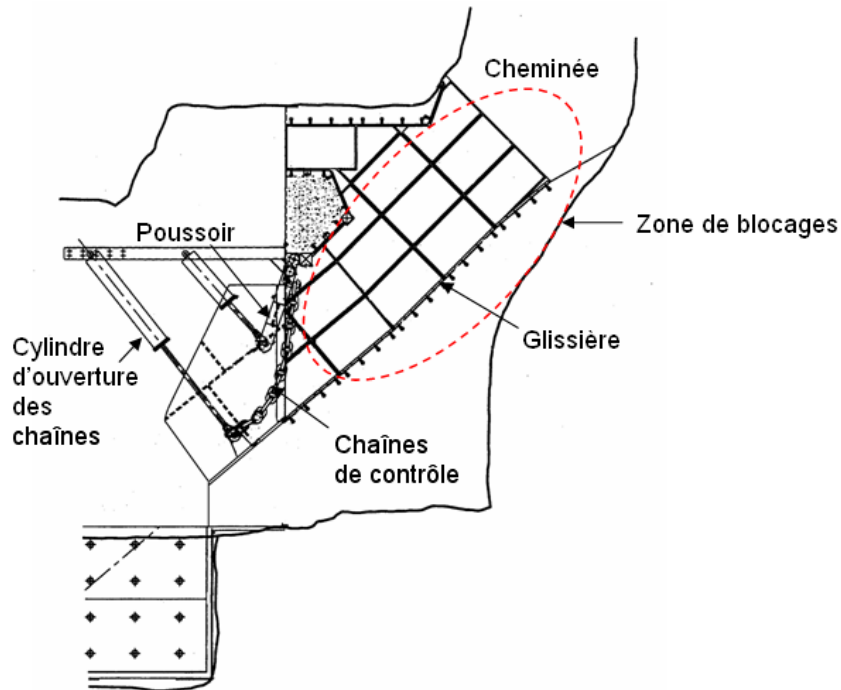 Cheminée
Poussoir
Zone de blocages
Glissière
Cylindre
d'ouverture
des
chaînes
Chaînes
de contrôle